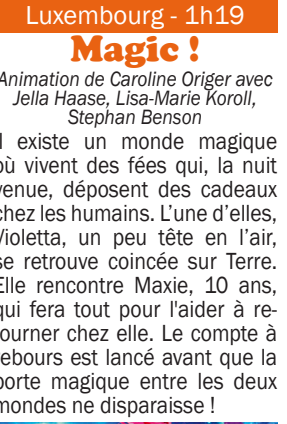 Luxembourg - 1h19
Magic !
Animation de Caroline Origer avec
Jella Haase, Lisa-Marie Koroll,
Stephan Benson
Il existe un monde magique
où vivent des fées qui, la nuit
venue, déposent des cadeaux
chez les humains. L’une d’elles,
Violetta, un peu tête en l’air,
se retrouve coincée sur Terre.
Elle rencontre Maxie, 10 ans,
qui fera tout pour l'aider à re-
tourner chez elle. Le compte à
rebours est lancé avant que la
porte magique entre les deux
mondes ne disparaisse !